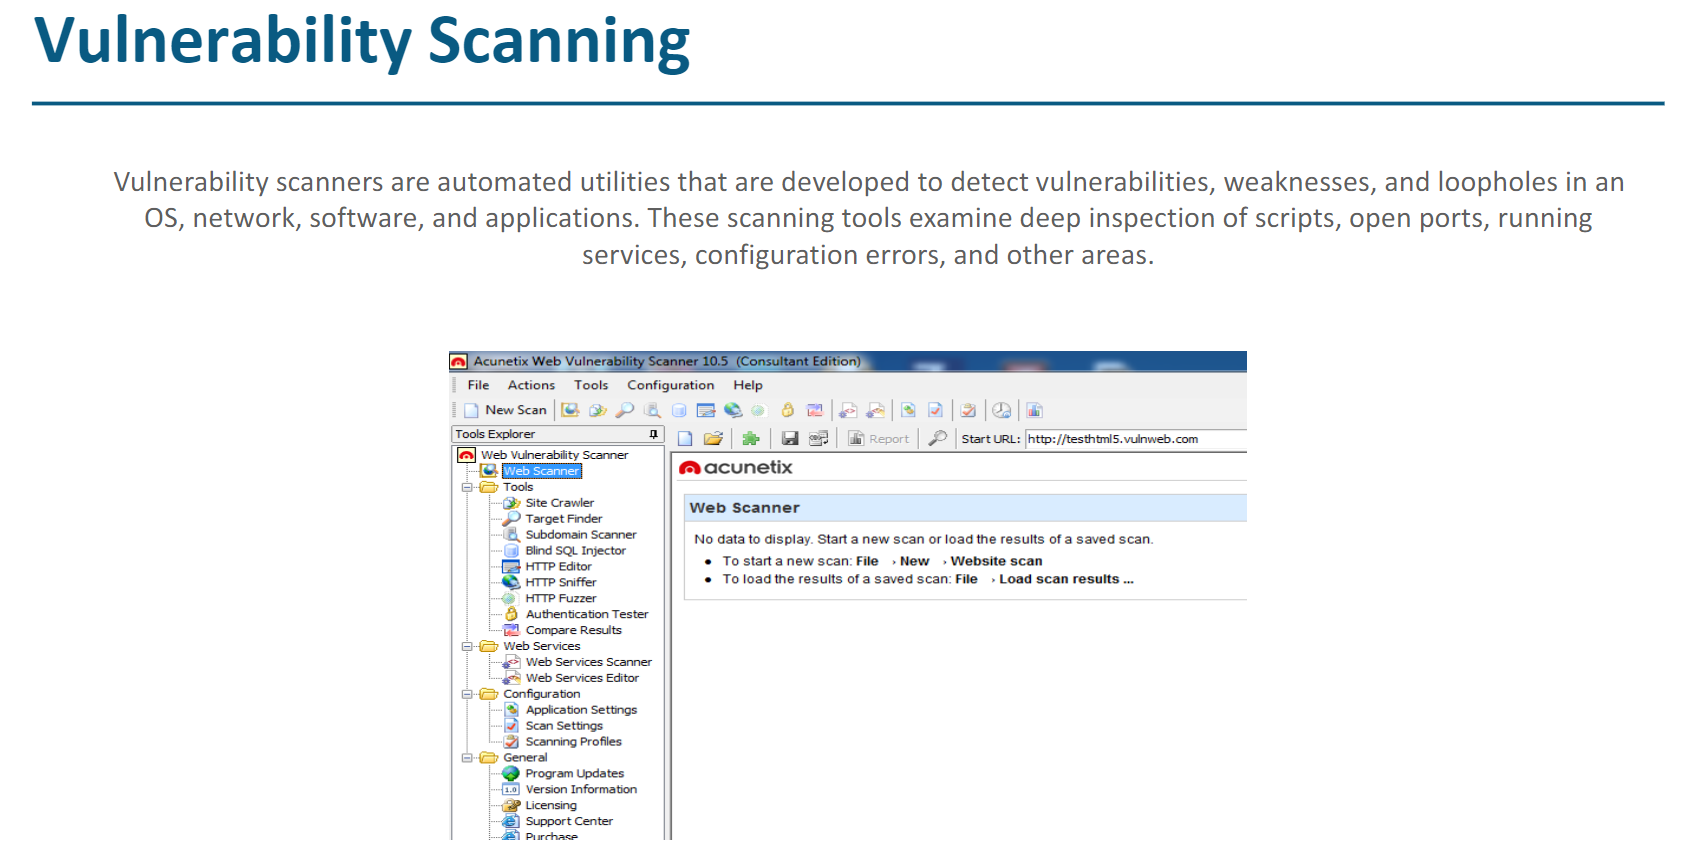 Vulnerability Scanning
Vulnerability scanners are automated utilities that are developed to detect vulnerabilities, weaknesses, and loopholes in an
OS, network, software, and applications. These scanning tools examine deep inspection of scripts, open ports, running
services, configuration errors, and other areas.
Acunetix Web Vulnerability Scanner 10.5 (Consultant Edition)
File Actions Tools Configuration Help
New Scan
Tools Explorer
Report Start URL: http://testhtml5.vulnweb.com
Web Vulnerability Scanner
Web Scanner
Tools
Site Crawler
Target Finder
Subdomain Scanner
Blind SQL Injector
HTTP Editor
HTTP Sniffer
HTTP Fuzzer
Authentication Tester
Compare Results
Web Services
Web Services Scanner
Web Services Editor
Configuration
Application Settings
Scan Settings
Scanning Profiles
General
Program Updates
1.0 Version Information
Licensing
Support Center
Purchase
acunetix
Web Scanner
No data to display. Start a new scan or load the results of a saved scan.
• To start a new scan: File › New › Website scan
• To load the results of a saved scan: File › Load scan results ...